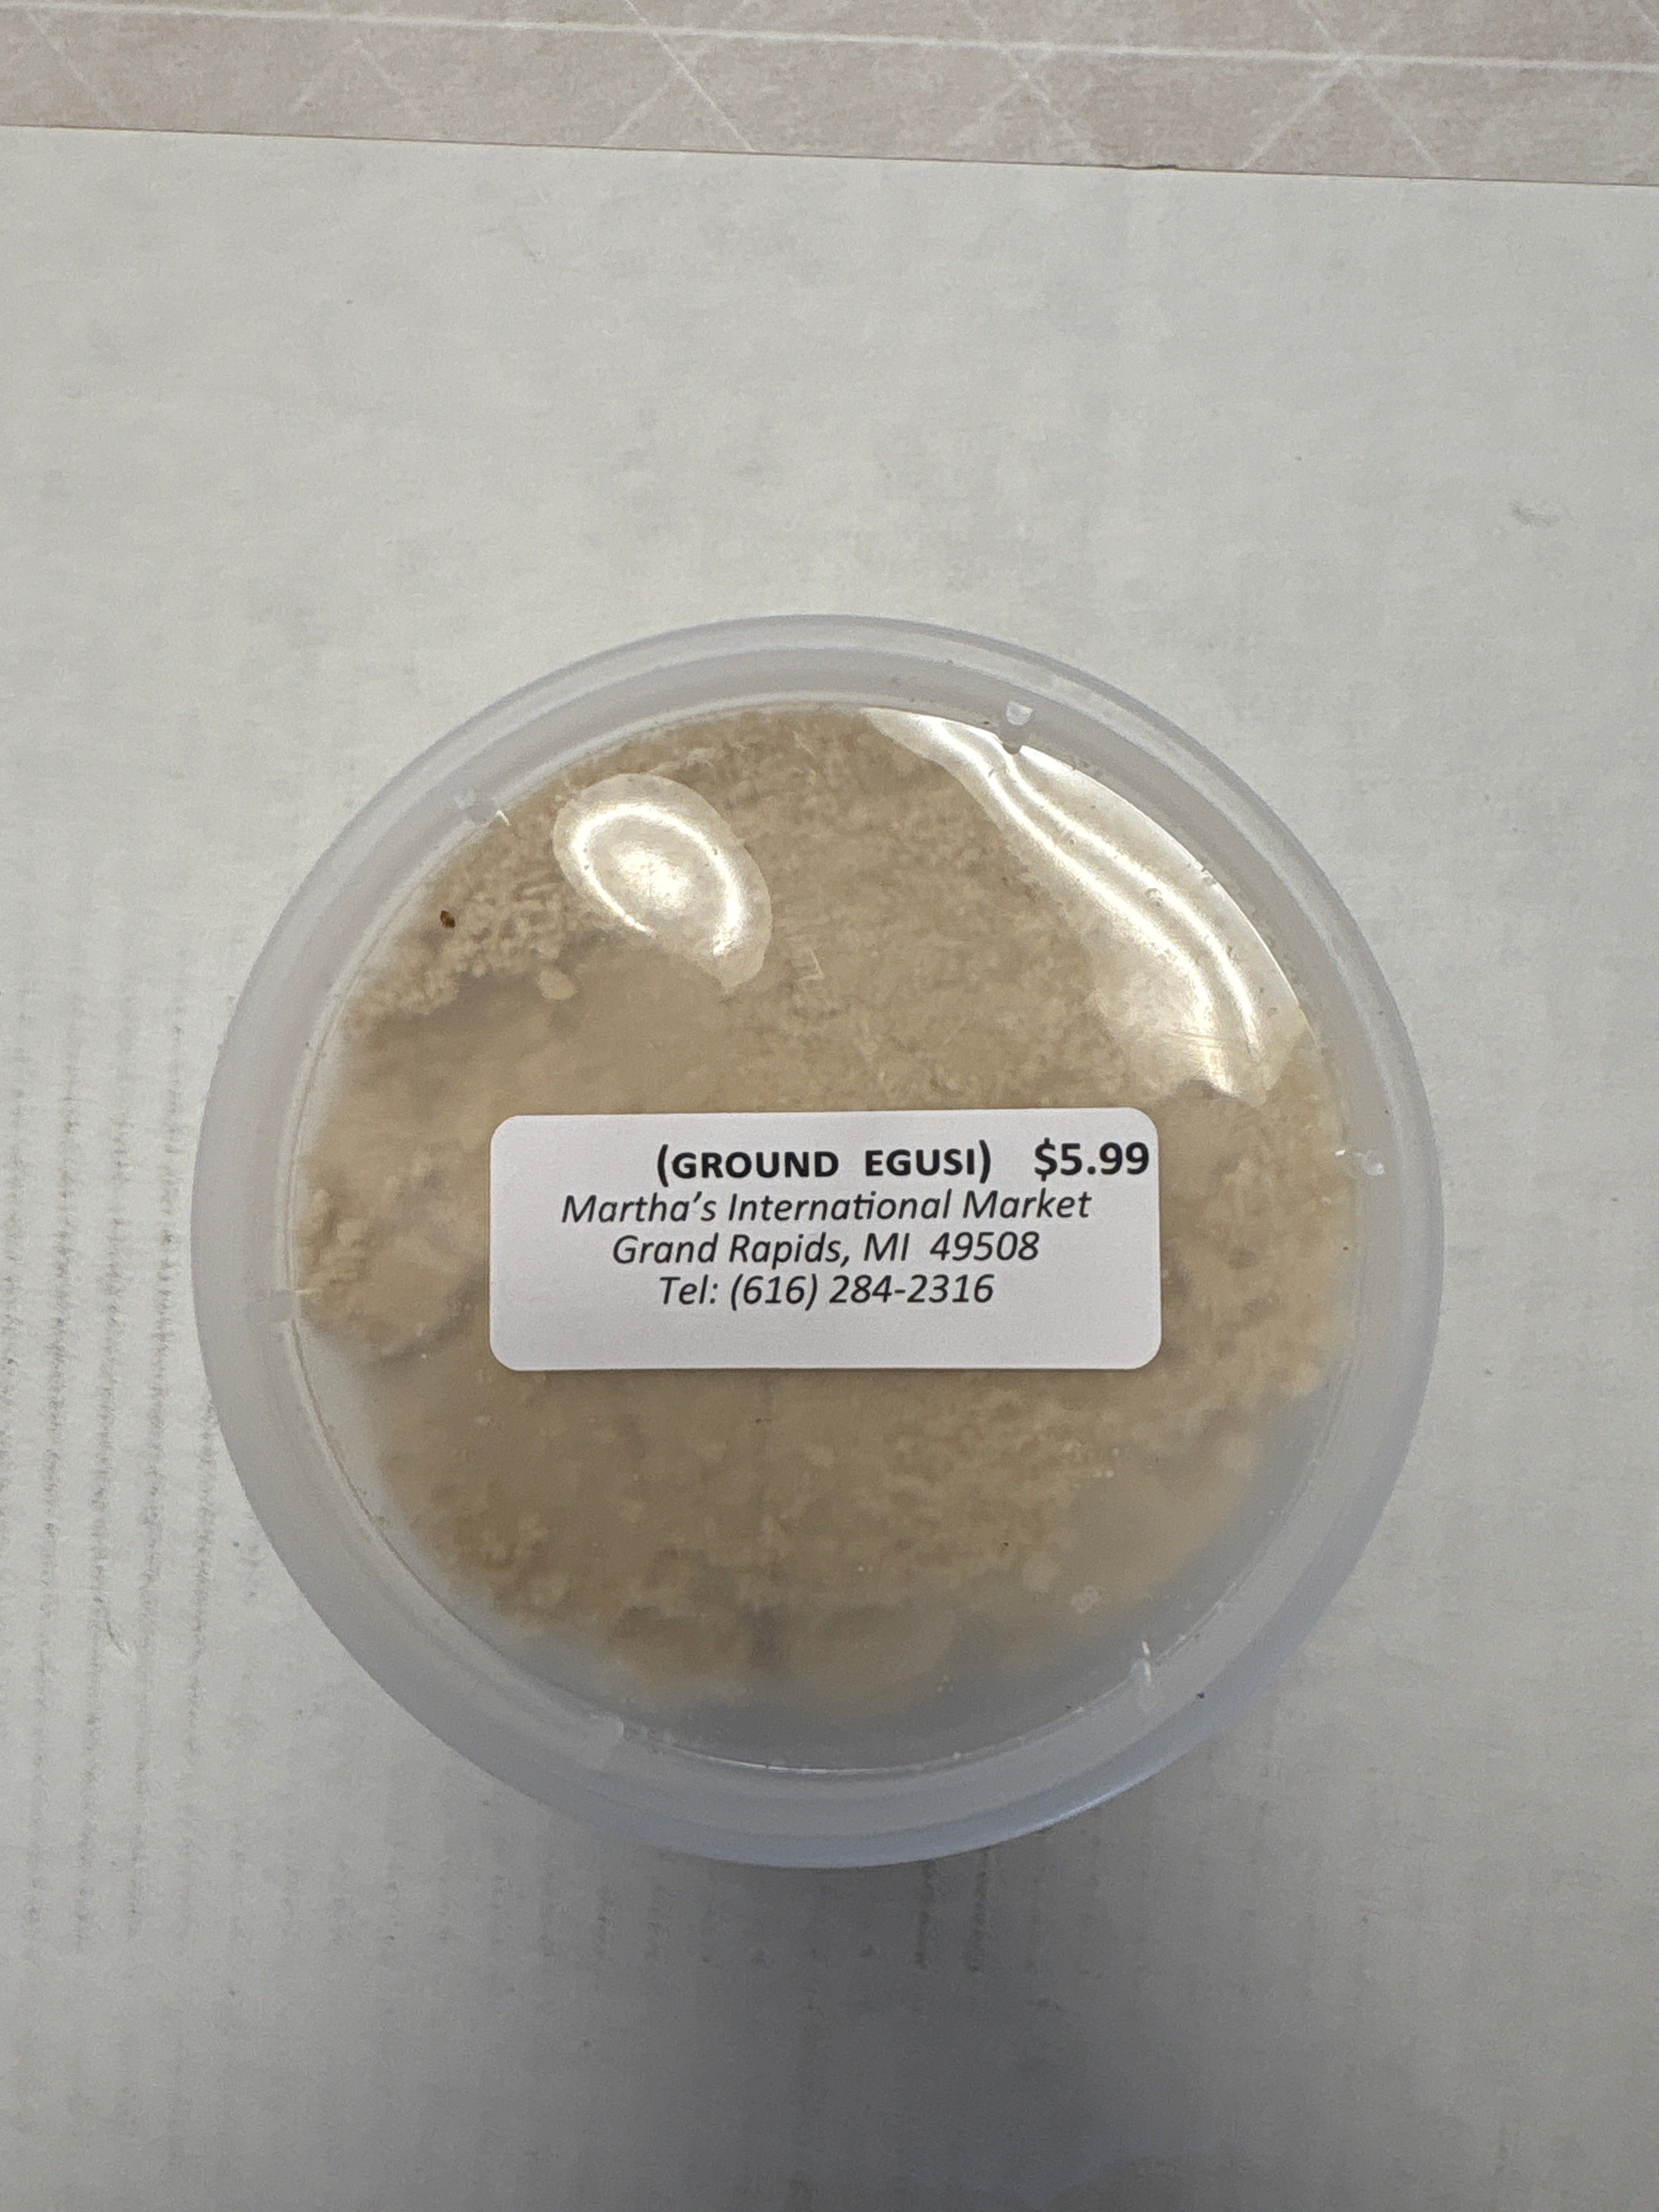 (GROUND EGUSI) $5.99
Martha's International Market
Grand Rapids, MI 49508
Tel: (616) 284-2316